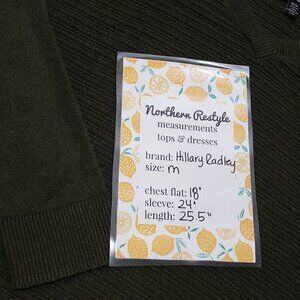 Northern Restyle
measurements
tops & dresses
brand: Hillary Radley
size: m
chest flat: 18"
sleeve: 24"
length: 25.5"